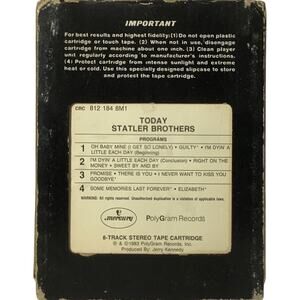 IMPORTANT
For best results and highest fidelity:(1) Do not open plastic
cartridge or touch tape. (2) When not in use, disengage
cartridge from machine about one inch. (3) Clean player
unit regularly according to manufacturers instructions.
(4) Protect cartridge from intense sunlight and extreme
heat or cold. Use this specially designed slipcase to store
and protect the tape cartridge.
CRC 812 184 8M1
TODAY
STATLER BROTHERS
PROGRAMS
1 OH BABY MINE (I GET SO LONELY) • GUILTY • I'M DYIN' A
LITTLE EACH DAY (Beginning)
2 I'M DYIN' A LITTLE EACH DAY (Conclusion) • RIGHT ON THE
MONEY • SWEET BY AND BY
3 PROMISE • THERE IS YOU • I NEVER WANT TO KISS YOU
GOODBYE
4 SOME MEMORIES LAST FOREVER • ELIZABETH
WARNING: All rights reserved. Unauthorized duplication is a violation of applicable laws.
mercury
PolyGram Records
8-TRACK STEREO TAPE CARTRIDGE
℗ & © 1983 PolyGram Records, Inc.
Produced By: Jerry Kennedy